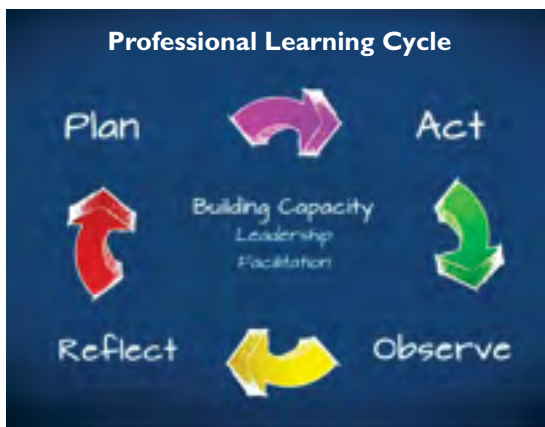 Professional Learning Cycle
Plan
Act
Building Capacity
Leadership
Facilitation
Reflect
Observe